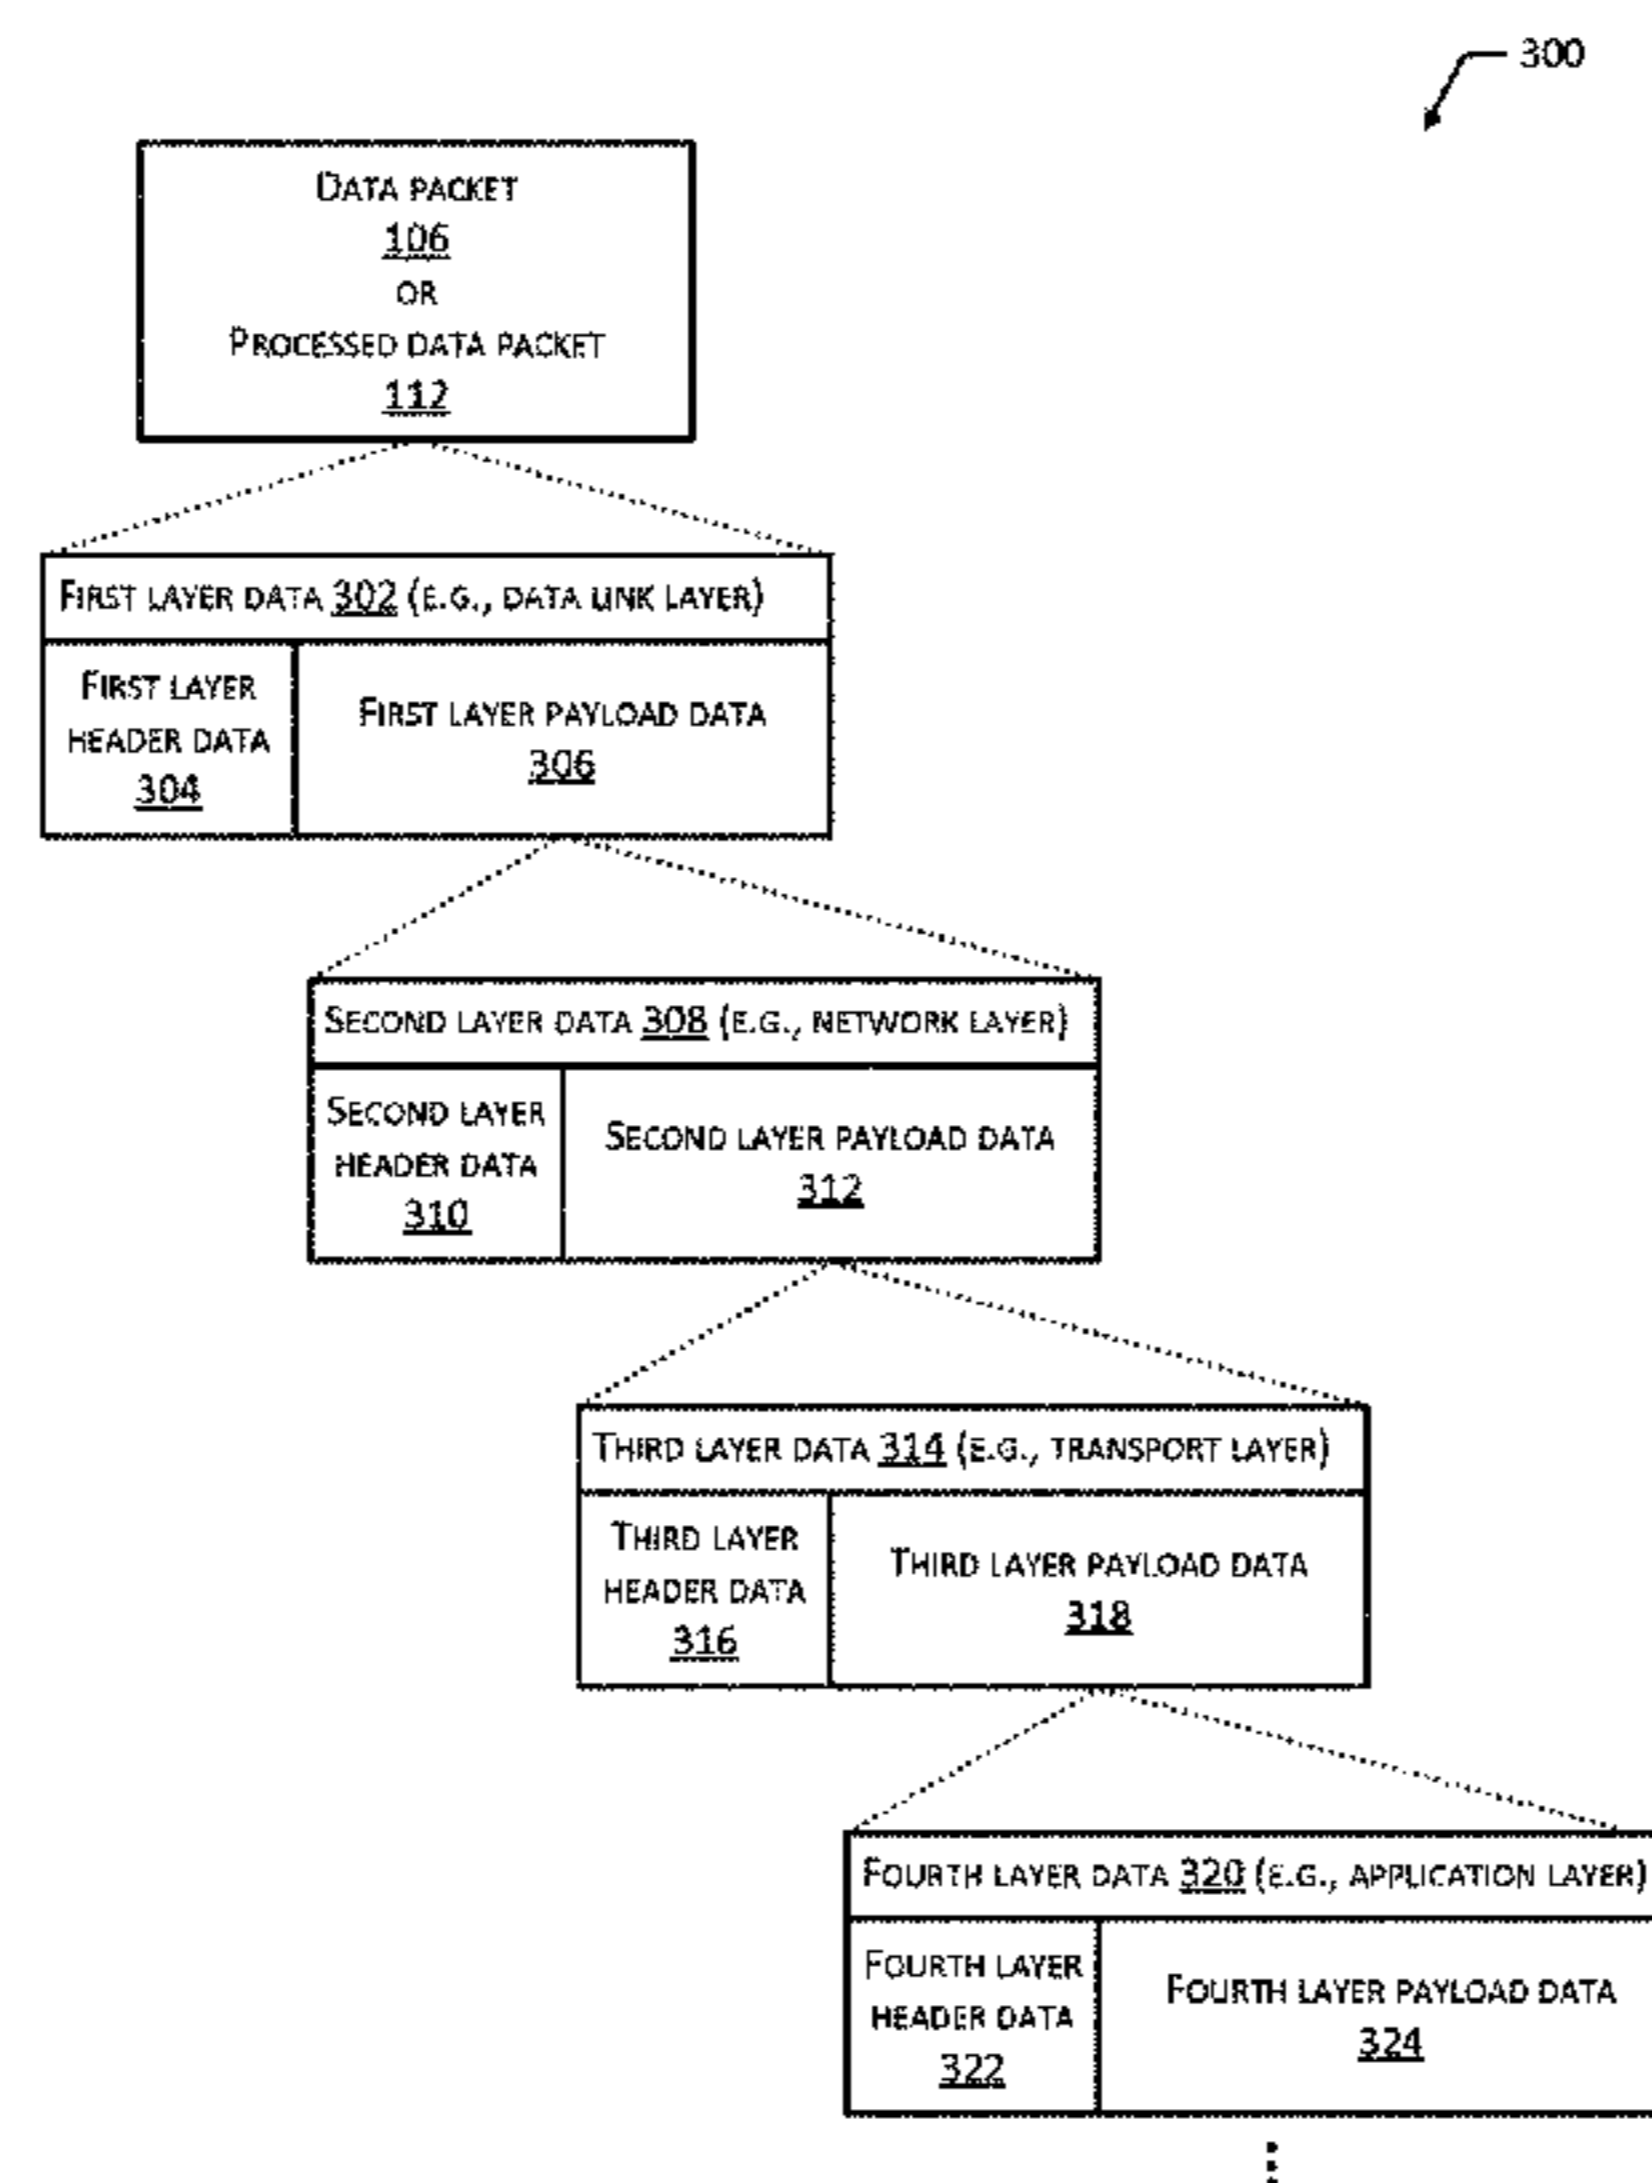 300
DATA PACKET
106
OR
PROCESSED DATA PACKET
112
FIRST LAYER DATA 302 (E.G., DATA LINK LAYER)
FIRST LAYER
HEADER DATA
304
FIRST LAYER PAYLOAD DATA
306
SECOND LAYER DATA 308 (E.G., NETWORK LAYER)
SECOND LAYER
HEADER DATA
310
SECOND LAYER PAYLOAD DATA
312
THIRD LAYER DATA 314 (E.G., TRANSPORT LAYER)
THIRD LAYER
HEADER DATA
316
THIRD LAYER PAYLOAD DATA
318
FOURTH LAYER DATA 320 (E.G., APPLICATION LAYER)
FOURTH LAYER
HEADER DATA
322
FOURTH LAYER PAYLOAD DATA
324